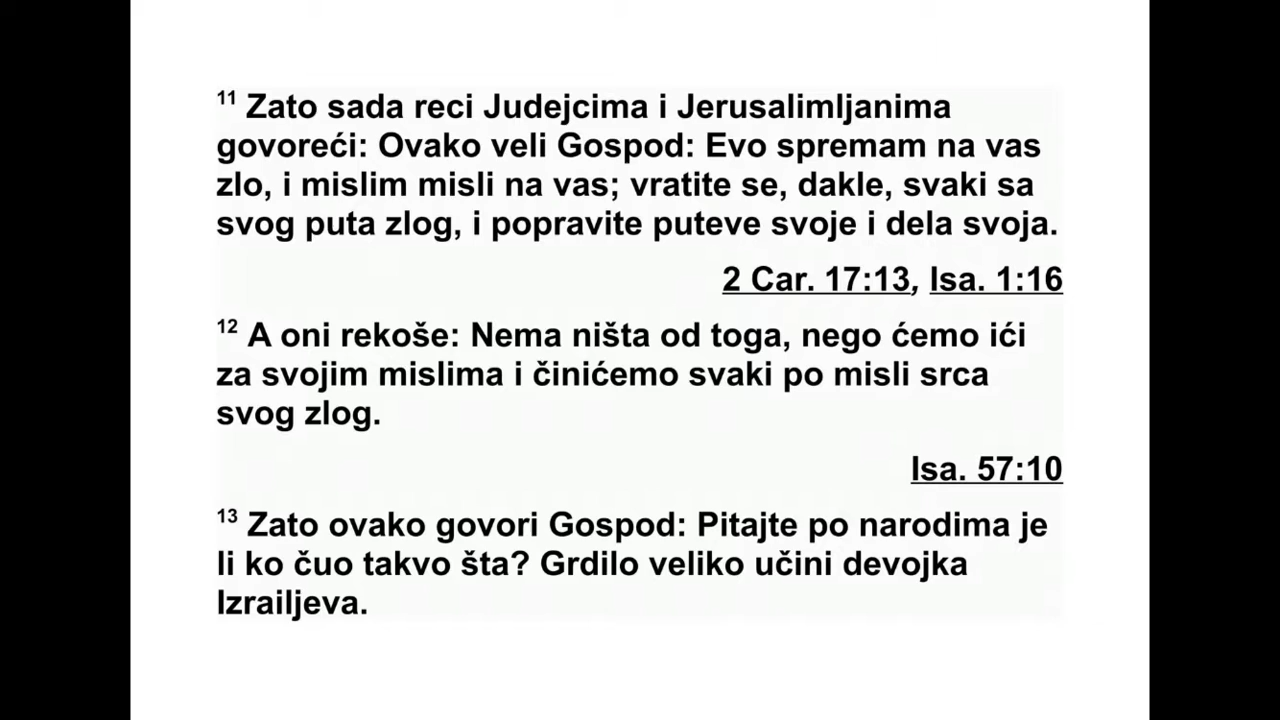 11 Zato sada reci Judejcima i Jerusalimljanima
govoreći: Ovako veli Gospod: Evo spremam na vas
zlo, i mislim misli na vas; vratite se, dakle, svaki sa
svog puta zlog, i popravite puteve svoje i dela svoja.
2 Car. 17:13, Isa. 1:16
12 A oni rekoše: Nema ništa od toga, nego ćemo ići
za svojim mislima i činićemo svaki po misli srca
svog zlog.
Isa. 57:10
13 Zato ovako govori Gospod: Pitajte po narodima je
li ko čuo takvo šta? Grdilo veliko učini devojka
Izrailjeva.